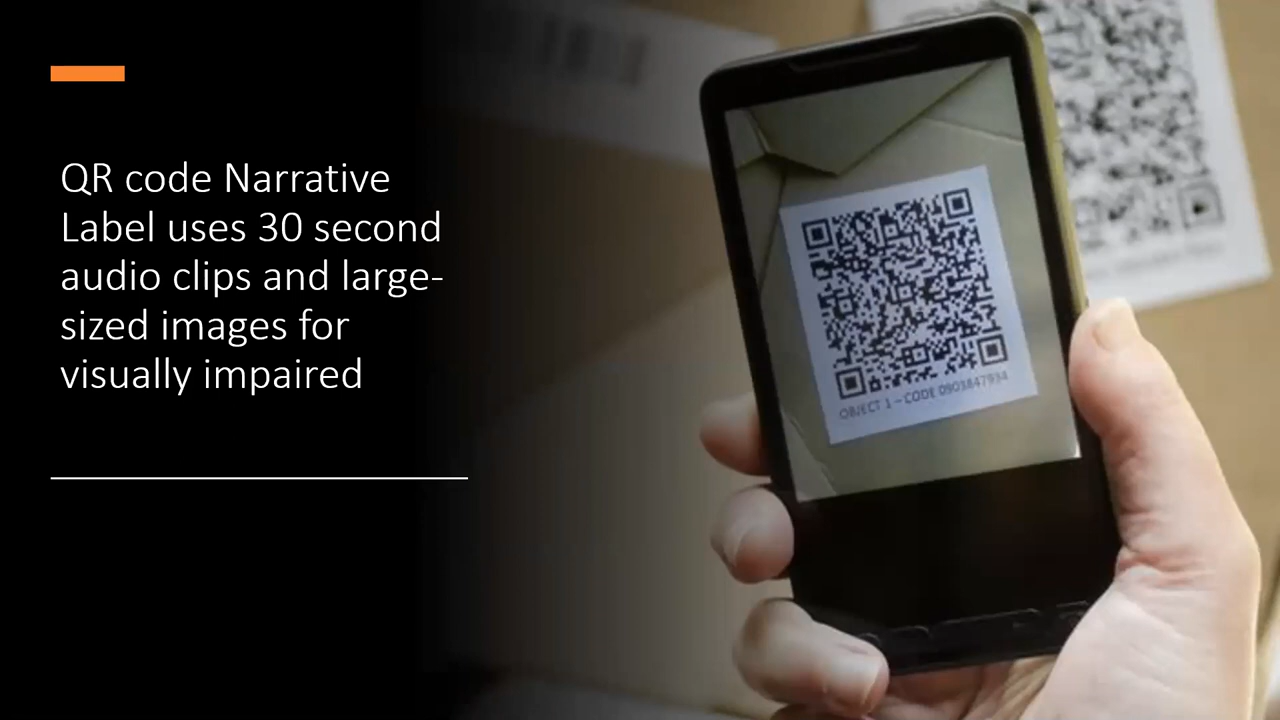 QR code Narrative
Label uses 30 second
audio clips and large-
sized images for
visually impaired
OBJECT 1 – CODE 0903847934